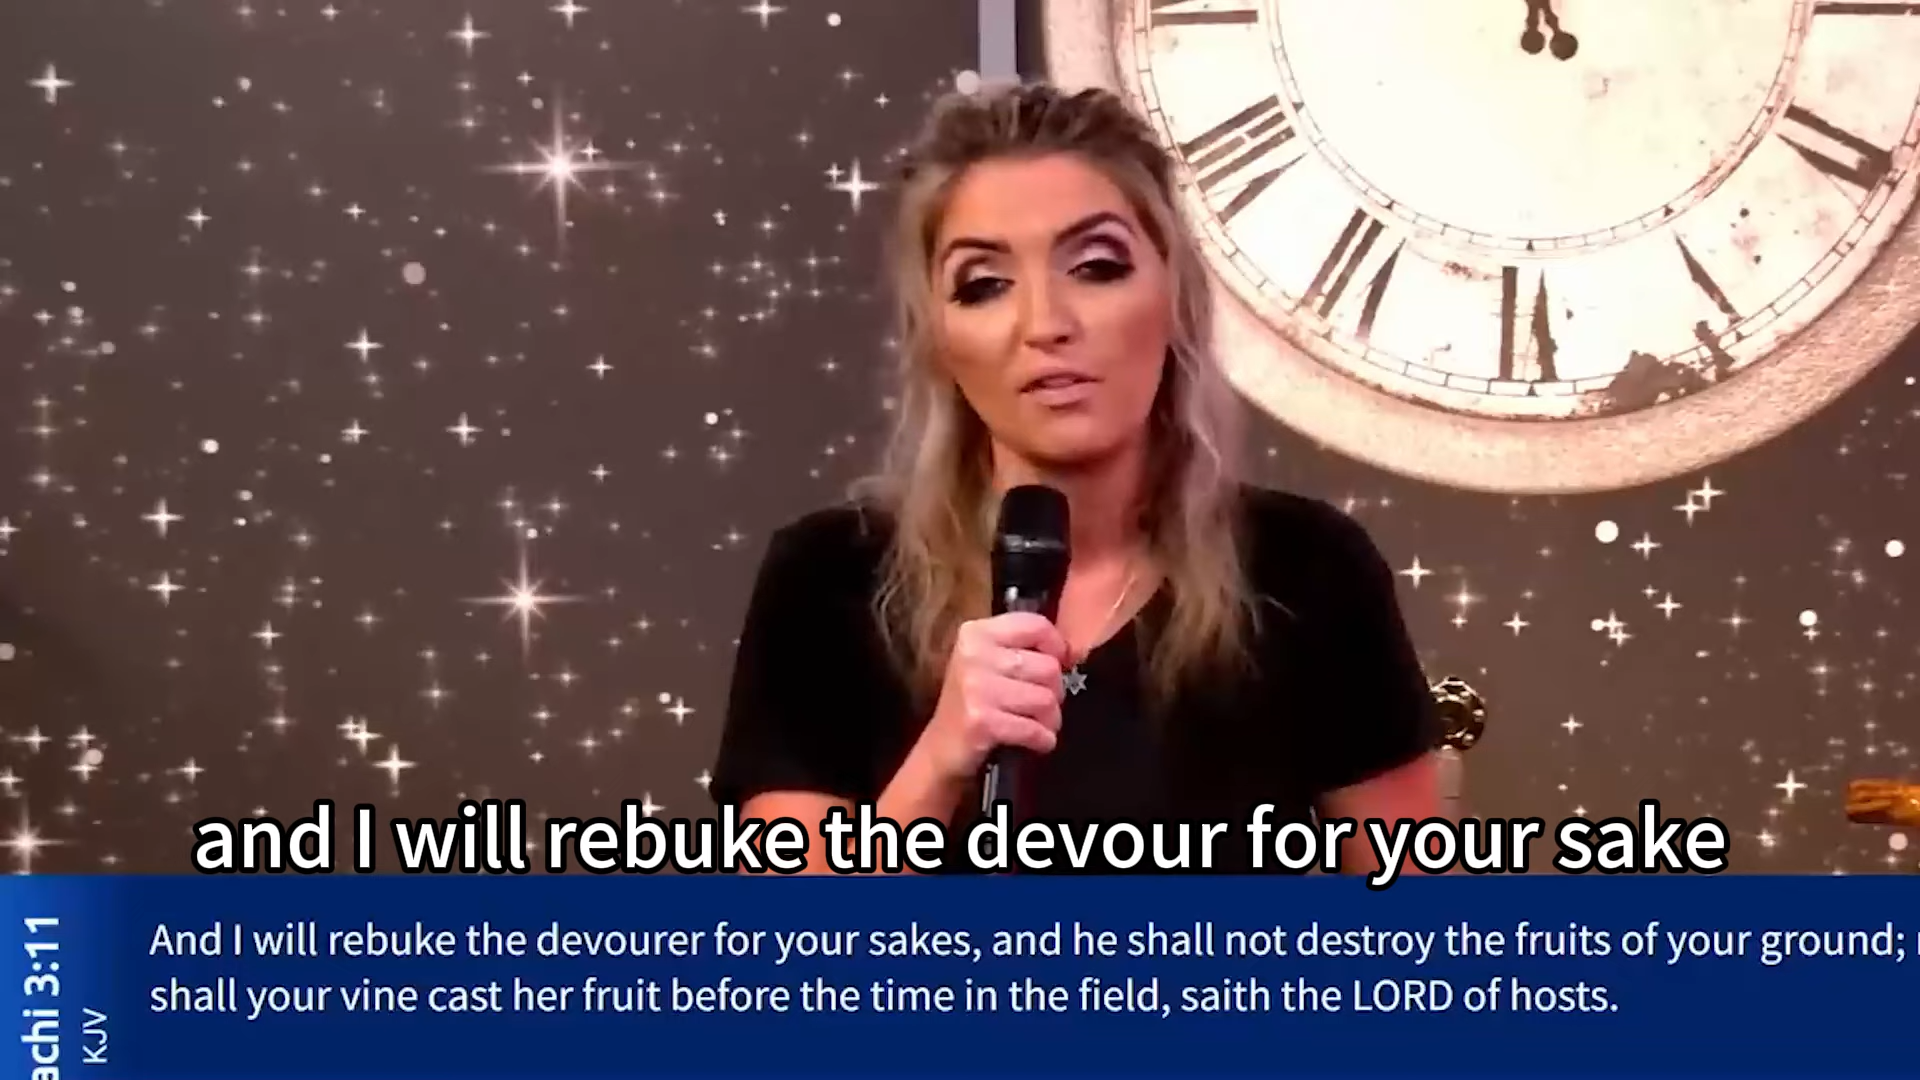 and I will rebuke the devour for your sake
achi 3:11
KJV
And I will rebuke the devourer for your sakes, and he shall not destroy the fruits of your ground;
shall your vine cast her fruit before the time in the field, saith the LORD of hosts.